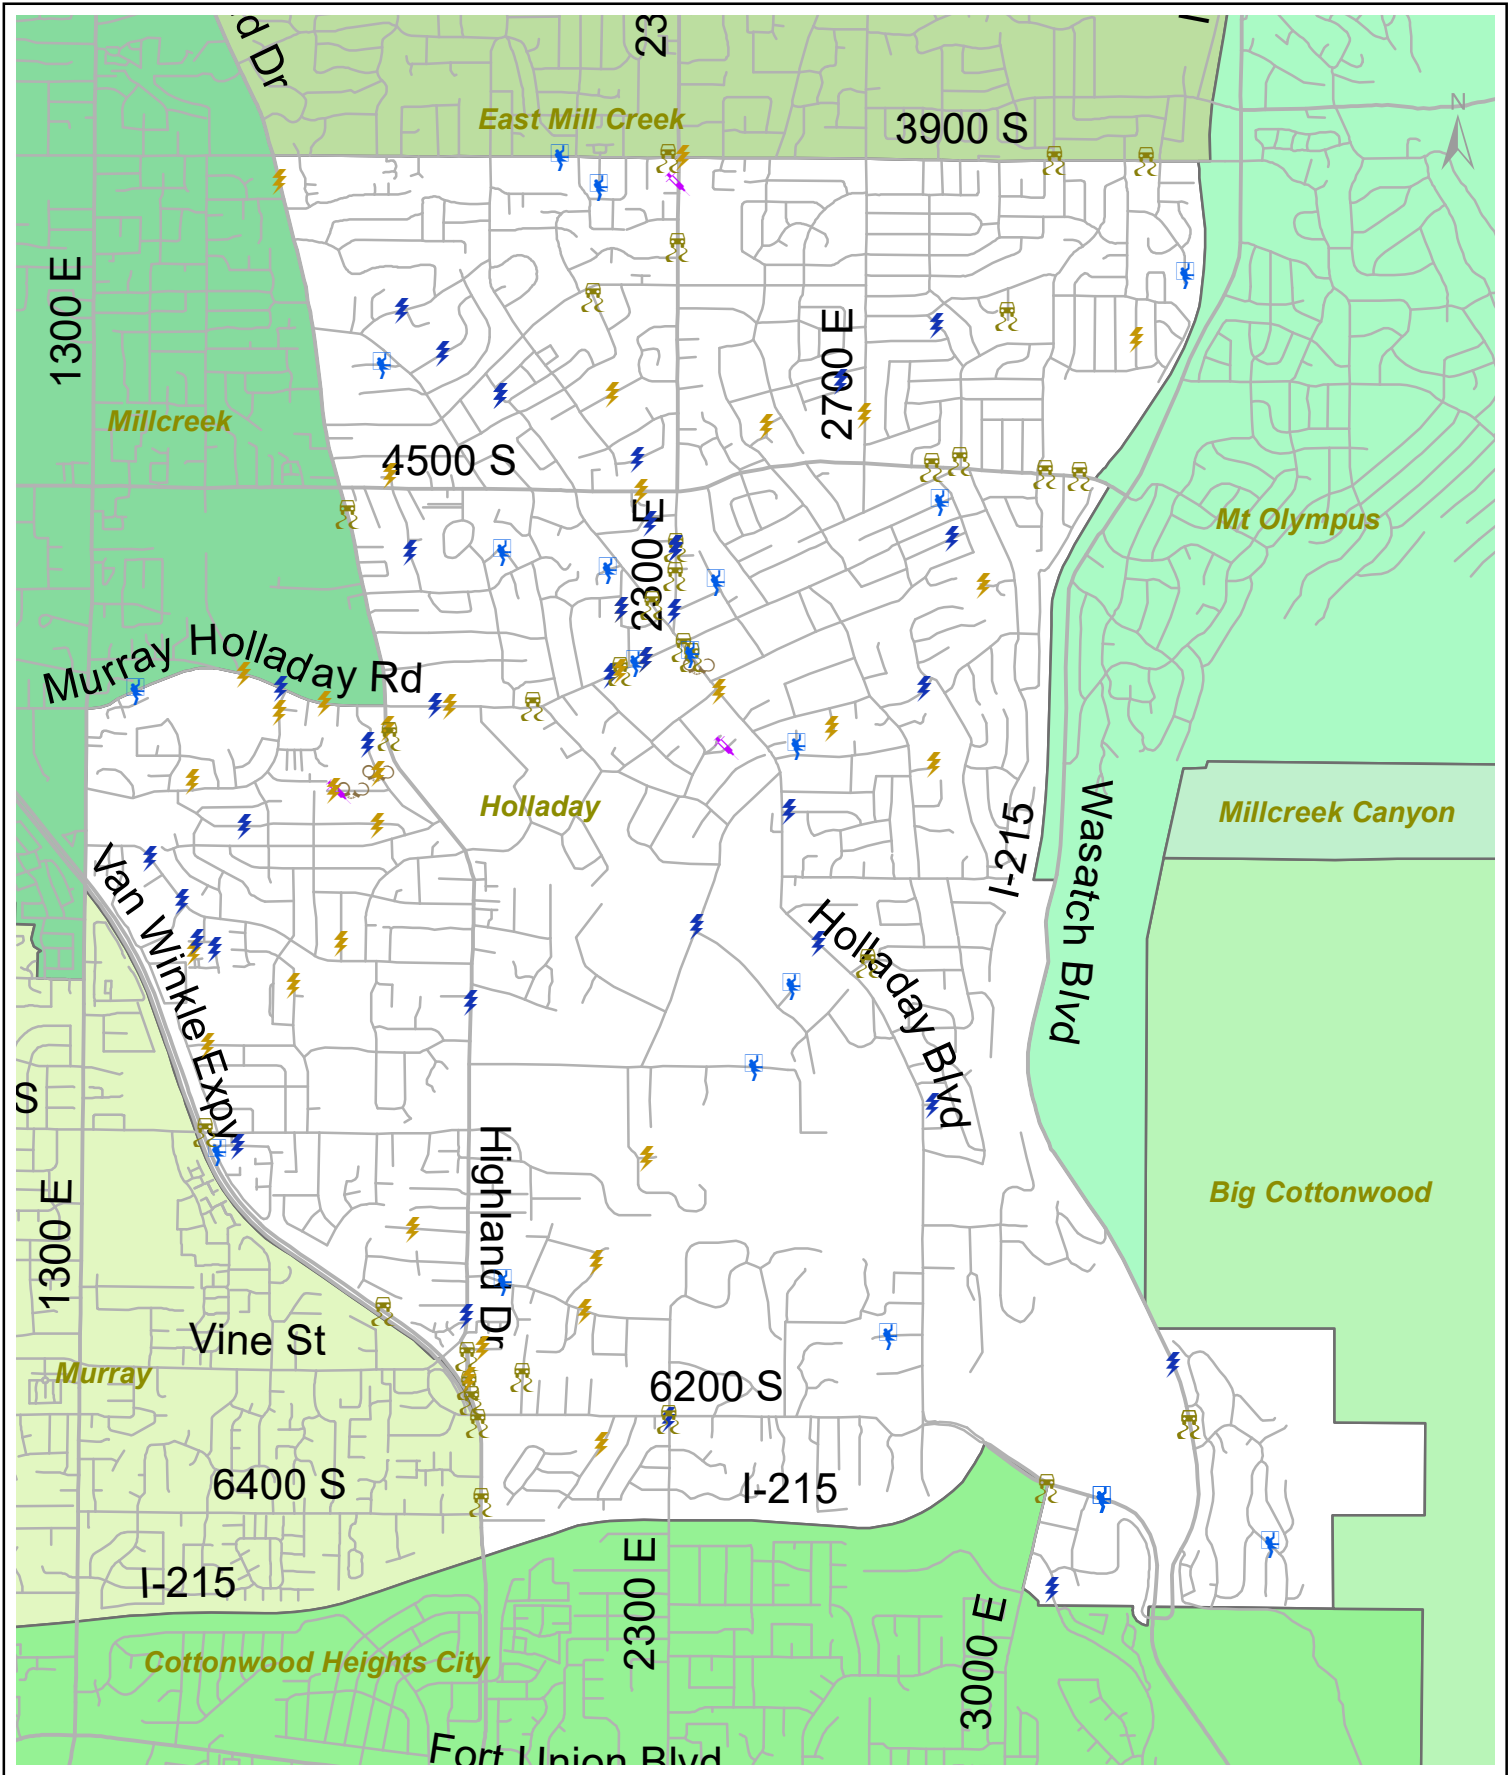 d Dr
23
East Mill Creek
3900 S
N
1300 E
2700 E
Millcreek
4500 S
2300 E
Mt Olympus
Murray Holladay Rd
Holladay
I-215
Wasatch Blvd
Millcreek Canyon
Van Winkle Expy
Holladay Blvd
S
Highland Dr
1300 E
Big Cottonwood
Vine St
Murray
6200 S
6400 S
I-215
I-215
2300 E
3000 E
Cottonwood Heights City
Fort Union Blvd